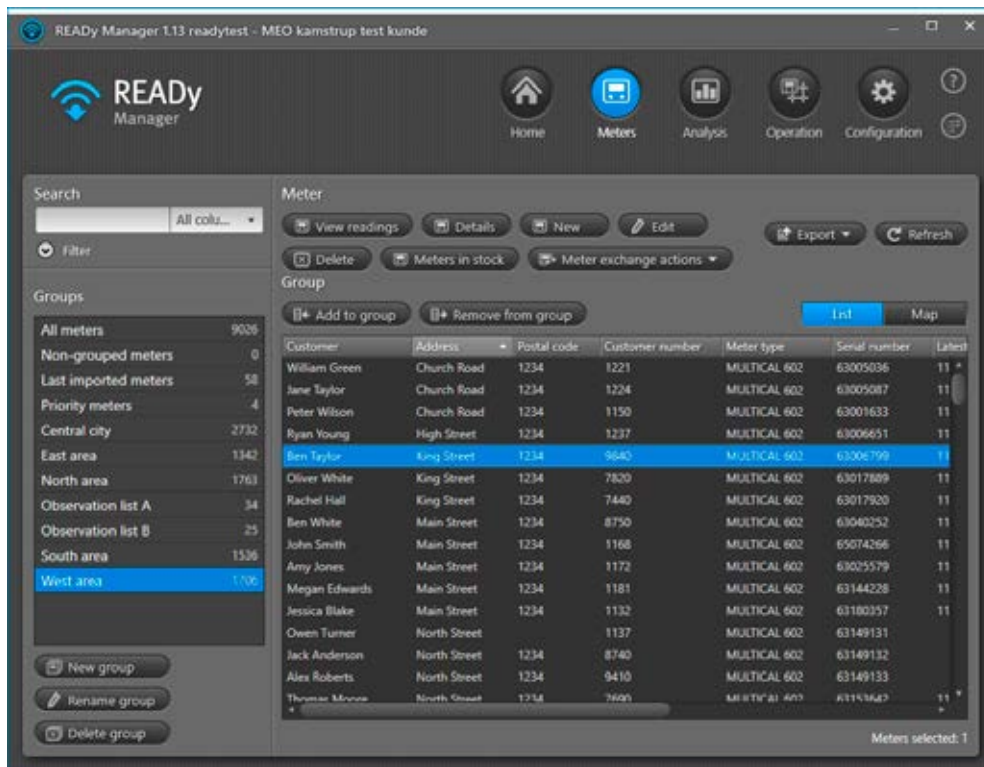 READy Manager 1.13 readytest - MEO kamstrup test kunde
READy
Manager
Home Meters Analysis Operation Configuration
Search
All colu...
Filter
Groups
All meters 9026
Non-grouped meters 0
Last imported meters 58
Priority meters 4
Central city 2732
East area 1342
North area 1763
Observation list A 34
Observation list B 25
South area 1536
West area 1706
New group
Rename group
Delete group
Meter
View readings Details New Edit Export Refresh
Delete Meters in stock Meter exchange actions
Group
Add to group Remove from group List Map
Customer Address Postal code Customer number Meter type Serial number Latest
William Green Church Road 1234 1221 MULTICAL 602 63005036 11
Jane Taylor Church Road 1234 1224 MULTICAL 602 63005087 11
Peter Wilson Church Road 1234 1150 MULTICAL 602 63001633 11
Ryan Young High Street 1234 1237 MULTICAL 602 63006651 11
Ben Taylor King Street 1234 9840 MULTICAL 602 63006799 11
Oliver White King Street 1234 7820 MULTICAL 602 63017889 11
Rachel Hall King Street 1234 7440 MULTICAL 602 63017920 11
Ben White Main Street 1234 8750 MULTICAL 602 63040252 11
John Smith Main Street 1234 1168 MULTICAL 602 65074266 11
Amy Jones Main Street 1234 1172 MULTICAL 602 63025579 11
Megan Edwards Main Street 1234 1181 MULTICAL 602 63144228 11
Jessica Blake Main Street 1234 1132 MULTICAL 602 63180357 11
Owen Turner North Street 1137 MULTICAL 602 63149131
Jack Anderson North Street 1234 8740 MULTICAL 602 63149132
Alex Roberts North Street 1234 9410 MULTICAL 602 63149133
Thomas Moore North Street 1234 7690 MULTICAL 602 63153642 11
Meters selected: 1